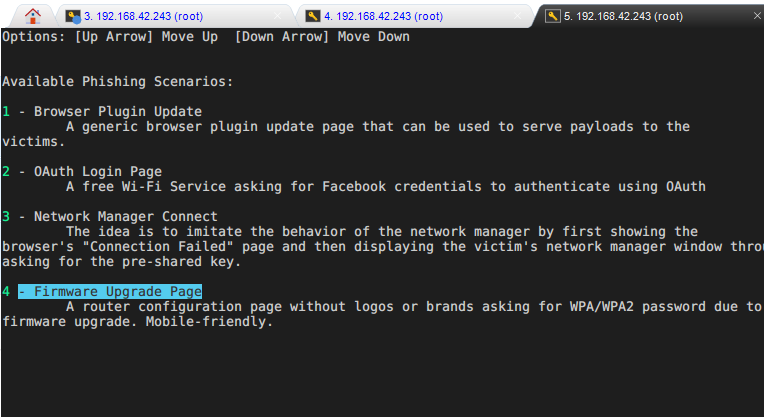 3. 192.168.42.243 (root)
4. 192.168.42.243 (root)
5. 192.168.42.243 (root)
Options: [Up Arrow] Move Up  [Down Arrow] Move Down
Available Phishing Scenarios:
1 - Browser Plugin Update
A generic browser plugin update page that can be used to serve payloads to the
victims.
2 - OAuth Login Page
A free Wi-Fi Service asking for Facebook credentials to authenticate using OAuth
3 - Network Manager Connect
The idea is to imitate the behavior of the network manager by first showing the
browser's "Connection Failed" page and then displaying the victim's network manager window throu
asking for the pre-shared key.
4 - Firmware Upgrade Page
A router configuration page without logos or brands asking for WPA/WPA2 password due to
firmware upgrade. Mobile-friendly.